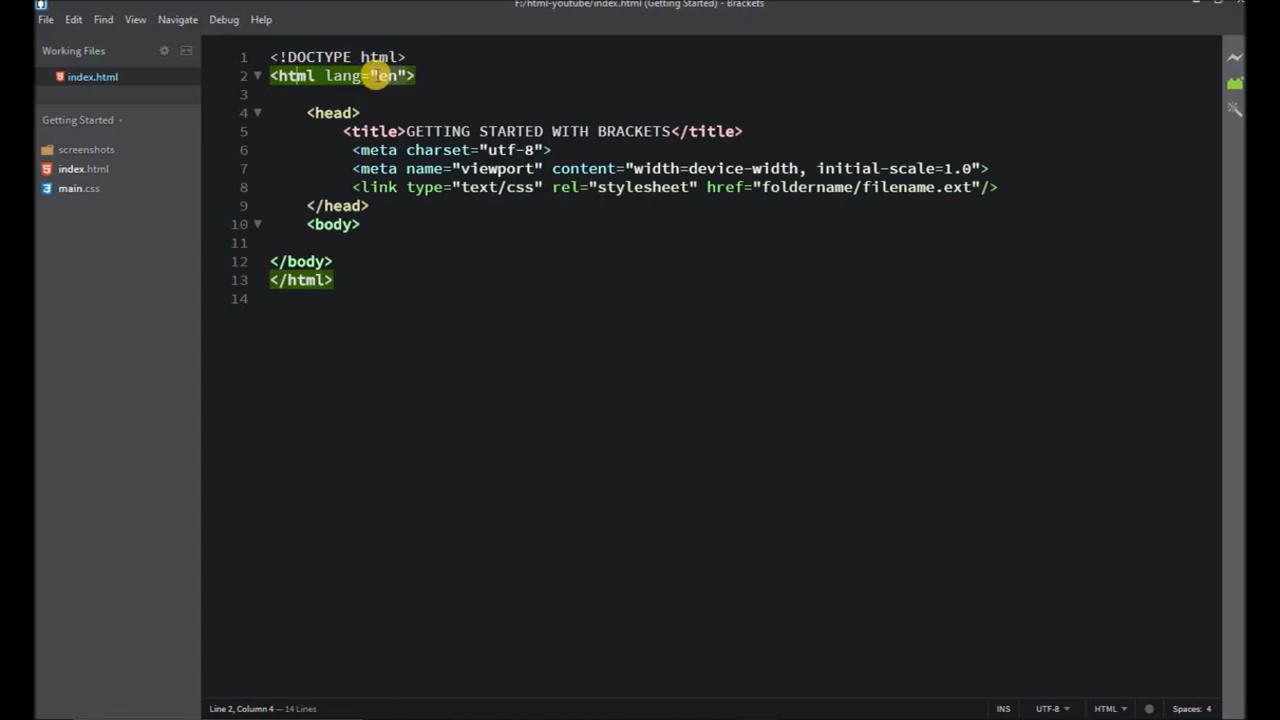 F:/html-youtube/index.html (Getting Started) - Brackets
File Edit Find View Navigate Debug Help
Working Files
index.html
Getting Started
screenshots
index.html
main.css
1 <!DOCTYPE html>
2 <html lang="en">
3
4 <head>
5 <title>GETTING STARTED WITH BRACKETS</title>
6 <meta charset="utf-8">
7 <meta name="viewport" content="width=device-width, initial-scale=1.0">
8 <link type="text/css" rel="stylesheet" href="foldername/filename.ext"/>
9 </head>
10 <body>
11
12 </body>
13 </html>
14
Line 2, Column 4 — 14 Lines INS UTF-8 HTML Spaces: 4